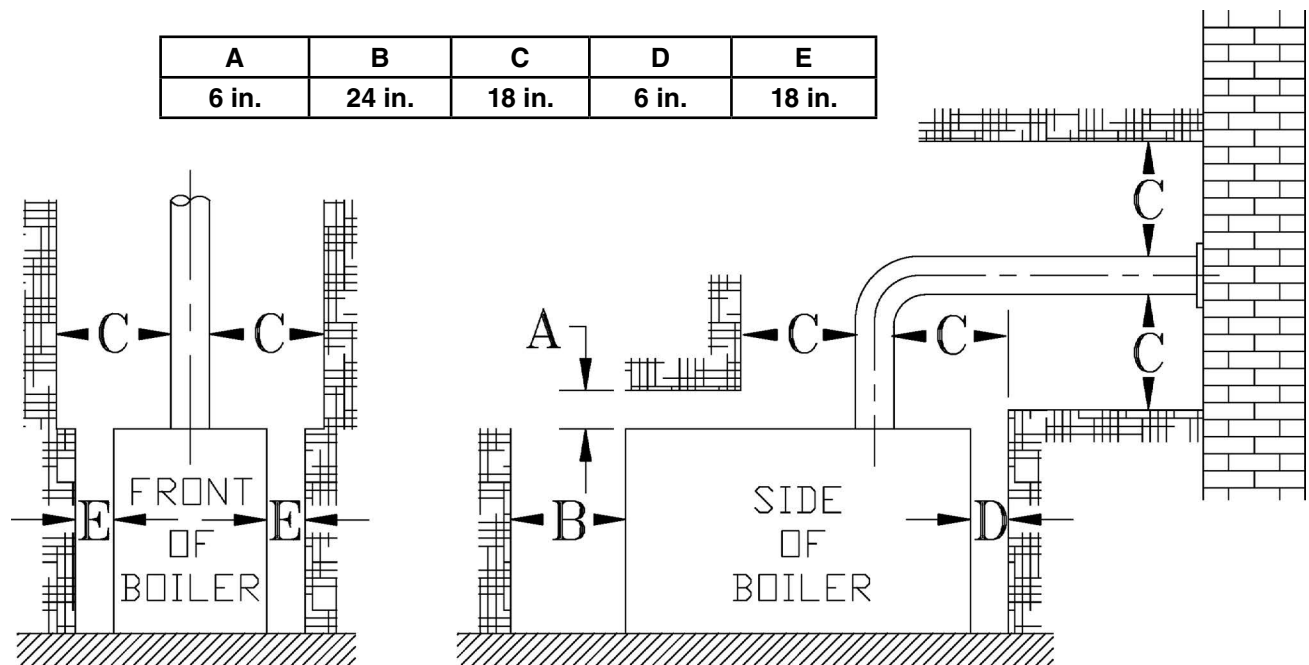 A B C D E
6 in. 24 in. 18 in. 6 in. 18 in.
C
C C
A
C C
C
E E
FRONT
OF
BOILER
B
SIDE
OF
BOILER
D